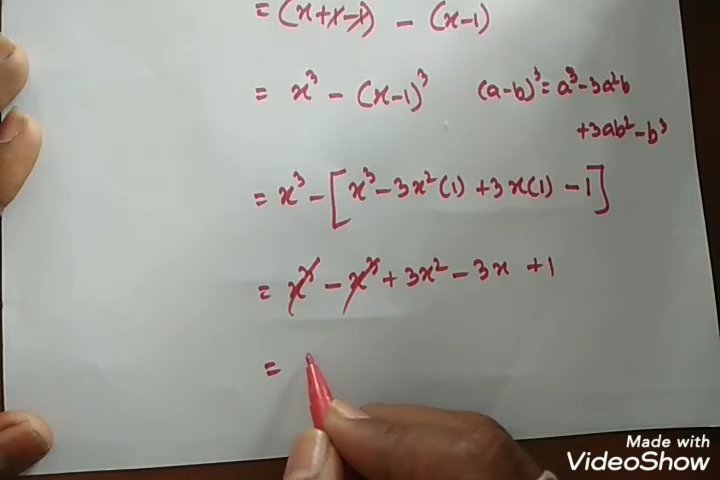 = (x+1-1) - (x-1)
= x³ - (x-1)³ (a-b)³ = a³-3a²b
+3ab²-b³
= x³ - [x³-3x²(1)+3x(1)-1]
= x³ - x³ + 3x² - 3x + 1
=
Made with
VideoShow